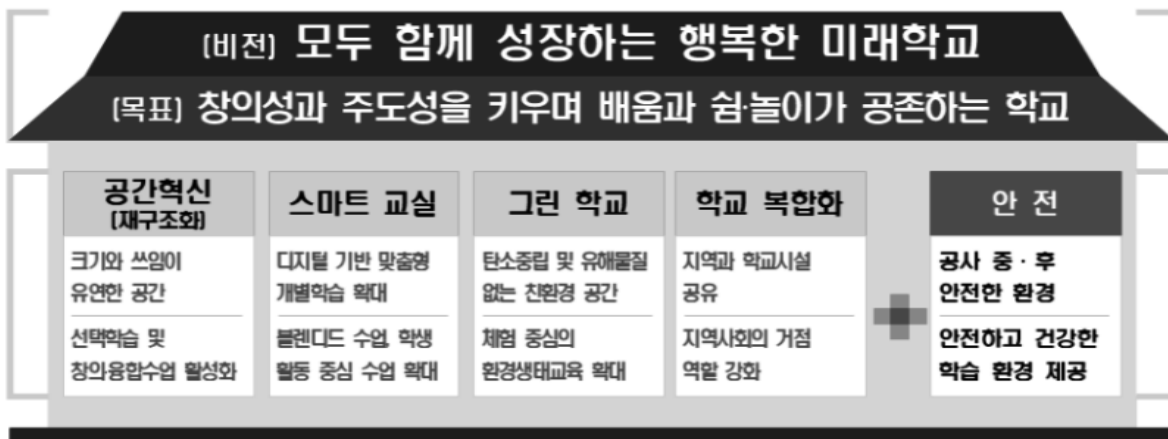 (비전) 모두 함께 성장하는 행복한 미래학교
(목표) 창의성과 주도성을 키우며 배움과 쉼·놀이가 공존하는 학교
공간혁신
(재구조화)
크기와 쓰임이
유연한 공간
선택학습 및
창의융합수업 활성화
스마트 교실
디지털 기반 맞춤형
개별학습 확대
블렌디드 수업, 학생
활동 중심 수업 확대
그린 학교
탄소중립 및 유해물질
없는 친환경 공간
체험 중심의
환경생태교육 확대
학교 복합화
지역과 학교시설
공유
지역사회의 거점
역할 강화
안 전
공사 중 · 후
안전한 환경
안전하고 건강한
학습 환경 제공